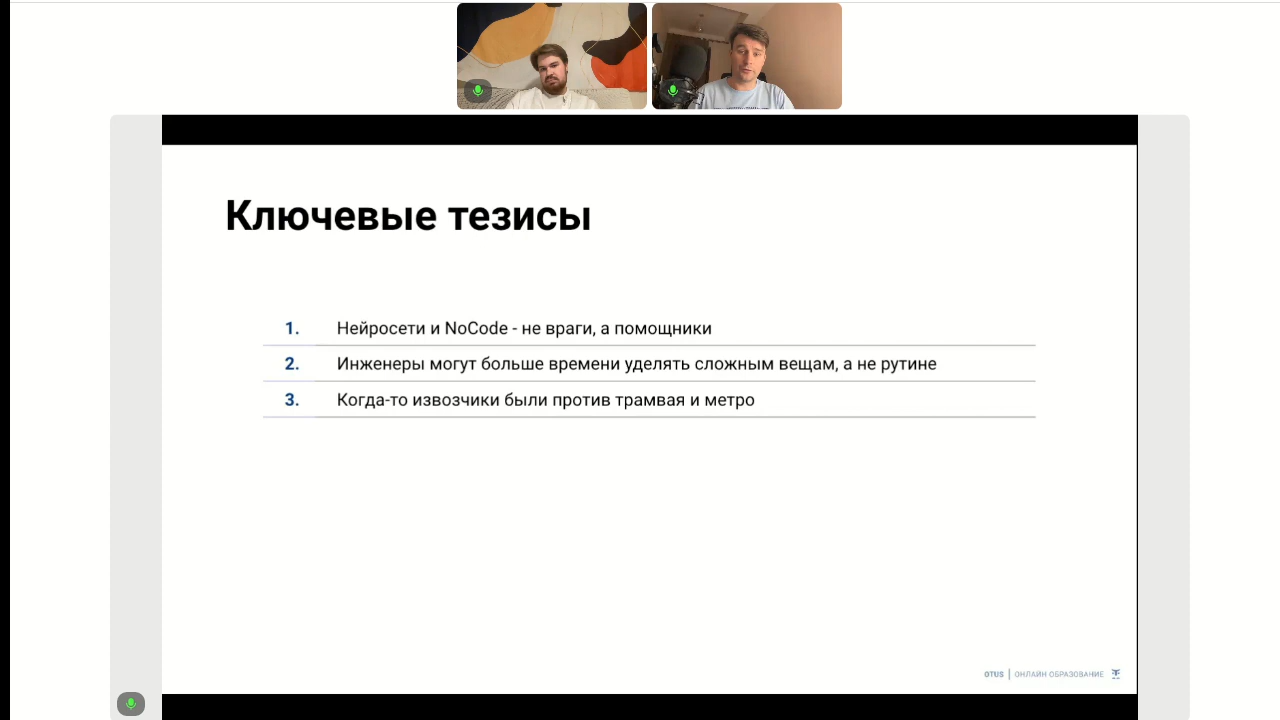 Ключевые тезисы
1. Нейросети и NoCode - не враги, а помощники
2. Инженеры могут больше времени уделять сложным вещам, а не рутине
3. Когда-то извозчики были против трамвая и метро
OTUS | ОНЛАЙН ОБРАЗОВАНИЕ